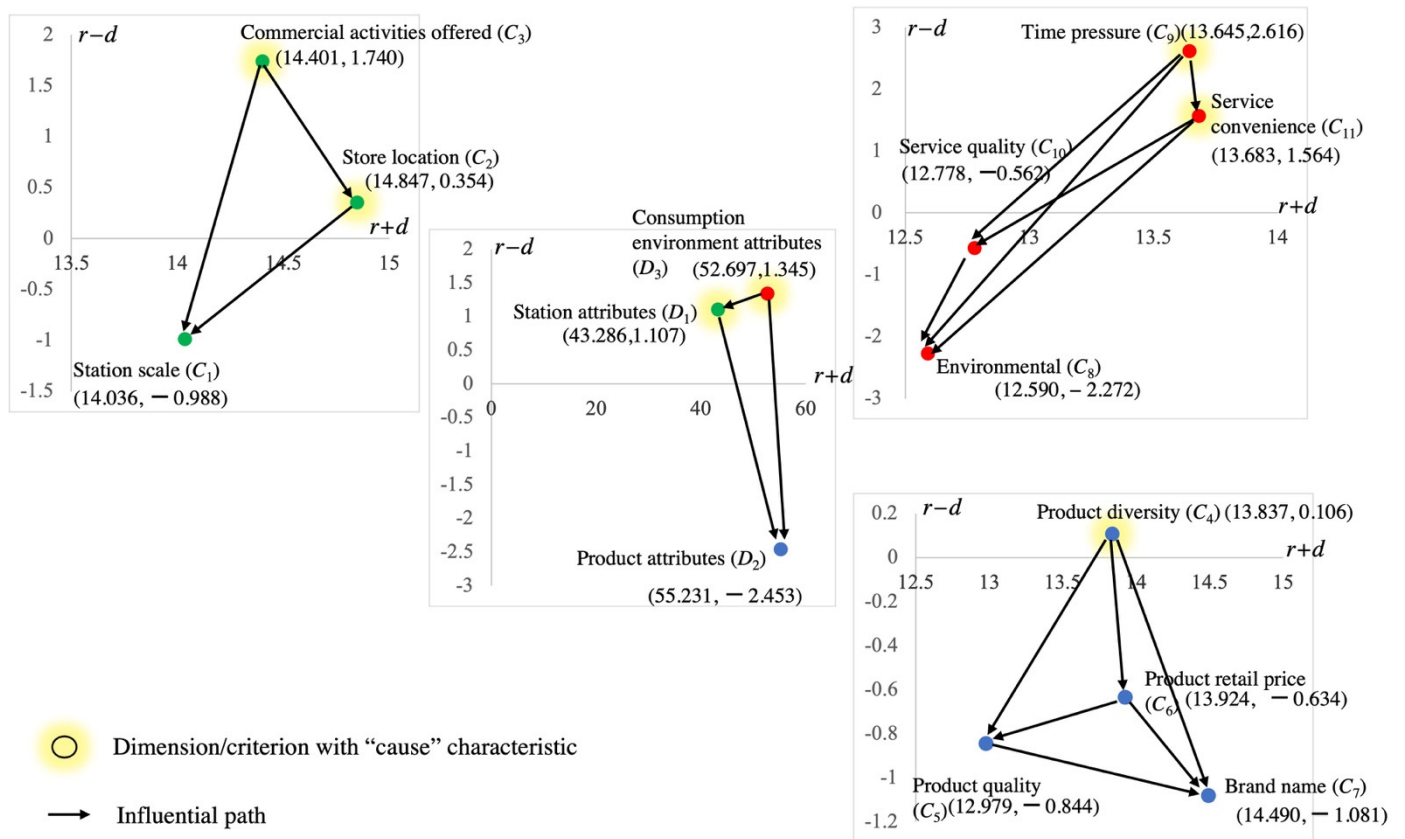 2
r−d
Commercial activities offered (C3)
(14.401, 1.740)
1.5
1
Store location (C2)
(14.847, 0.354)
0.5
r+d
0
13.5
14
14.5
15
-0.5
-1
Station scale (C1)
-1.5
(14.036, −0.988)
Consumption
environment attributes
(D3) (52.697,1.345)
2
r−d
1.5
Station attributes (D1)
(43.286,1.107)
1
0.5
r+d
0
0
20
40
60
-0.5
-1
-1.5
-2
-2.5
Product attributes (D2)
-3
(55.231, −2.453)
3
r−d
Time pressure (C9)(13.645,2.616)
2
Service
convenience (C11)
(13.683, 1.564)
1
Service quality (C10)
(12.778, −0.562)
r+d
0
12.5
13
13.5
14
-1
-2
Environmental (C8)
(12.590, −2.272)
-3
0.2
r−d
Product diversity (C4) (13.837, 0.106)
0
r+d
12.5
13
13.5
14
14.5
15
-0.2
-0.4
-0.6
Product retail price
(C6) (13.924, −0.634)
-0.8
-1
Product quality
(C5)(12.979, −0.844)
Brand name (C7)
(14.490, −1.081)
-1.2
Dimension/criterion with “cause” characteristic
Influential path